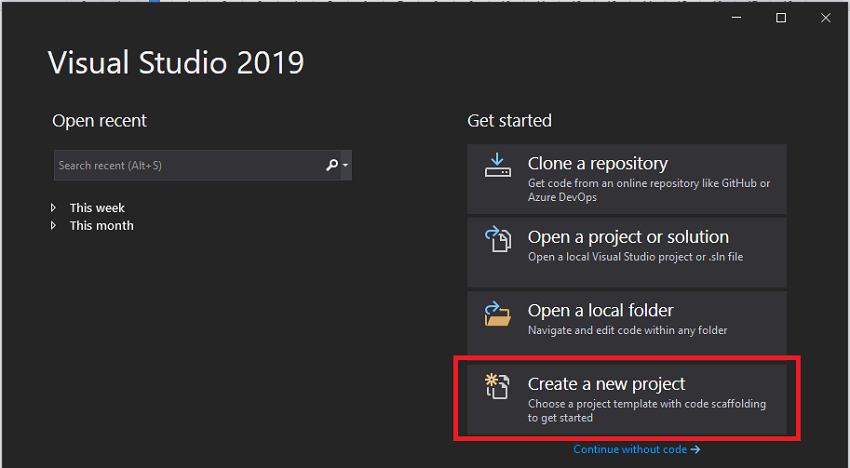 Visual Studio 2019
Open recent
Search recent (Alt+S)
This week
This month
Get started
Clone a repository
Get code from an online repository like GitHub or
Azure DevOps
Open a project or solution
Open a local Visual Studio project or .sln file
Open a local folder
Navigate and edit code within any folder
Create a new project
Choose a project template with code scaffolding
to get started
Continue without code →